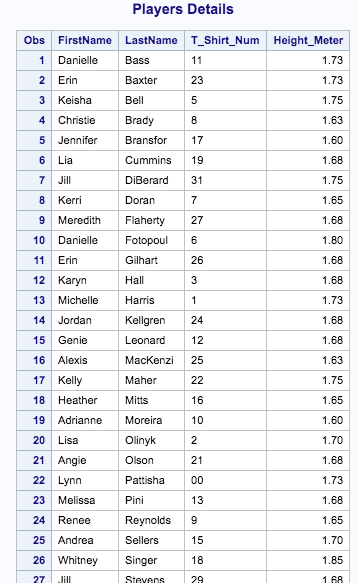 Players Details
Obs FirstName LastName T_Shirt_Num Height_Meter
1 Danielle Bass 11 1.73
2 Erin Baxter 23 1.73
3 Keisha Bell 5 1.75
4 Christie Brady 8 1.63
5 Jennifer Bransfor 17 1.60
6 Lia Cummins 19 1.68
7 Jill DiBerard 31 1.75
8 Kerri Doran 7 1.65
9 Meredith Flaherty 27 1.68
10 Danielle Fotopoul 6 1.80
11 Erin Gilhart 26 1.68
12 Karyn Hall 3 1.68
13 Michelle Harris 1 1.73
14 Jordan Kellgren 24 1.68
15 Genie Leonard 12 1.68
16 Alexis MacKenzi 25 1.63
17 Kelly Maher 22 1.75
18 Heather Mitts 16 1.65
19 Adrianne Moreira 10 1.60
20 Lisa Olinyk 2 1.70
21 Angie Olson 21 1.68
22 Lynn Pattisha 00 1.73
23 Melissa Pini 13 1.68
24 Renee Reynolds 9 1.65
25 Andrea Sellers 15 1.70
26 Whitney Singer 18 1.85
27 Jill Stevens 29 1.68